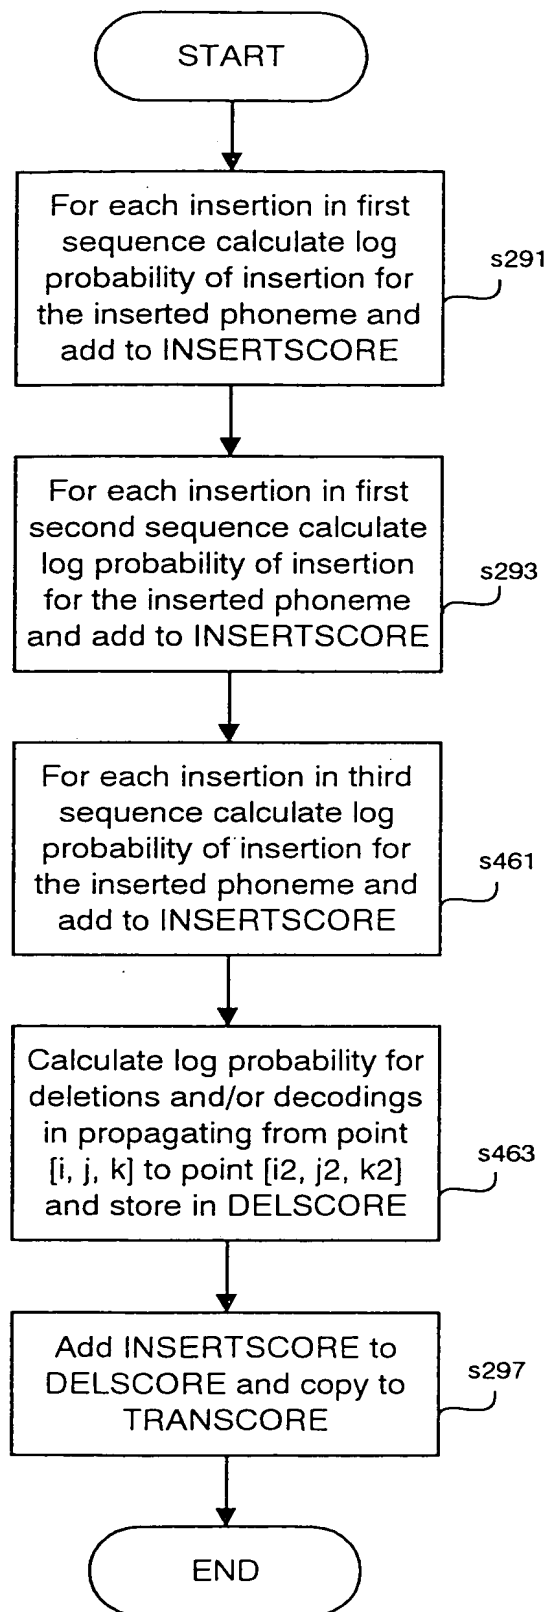 START
For each insertion in first
sequence calculate log
probability of insertion for
the inserted phoneme and
add to INSERTSCORE
s291
For each insertion in first
second sequence calculate
log probability of insertion
for the inserted phoneme
and add to INSERTSCORE
s293
For each insertion in third
sequence calculate log
probability of insertion for
the inserted phoneme and
add to INSERTSCORE
s461
Calculate log probability for
deletions and/or decodings
in propagating from point
[i, j, k] to point [i2, j2, k2]
and store in DELSCORE
s463
Add INSERTSCORE to
DELSCORE and copy to
TRANSCORE
s297
END